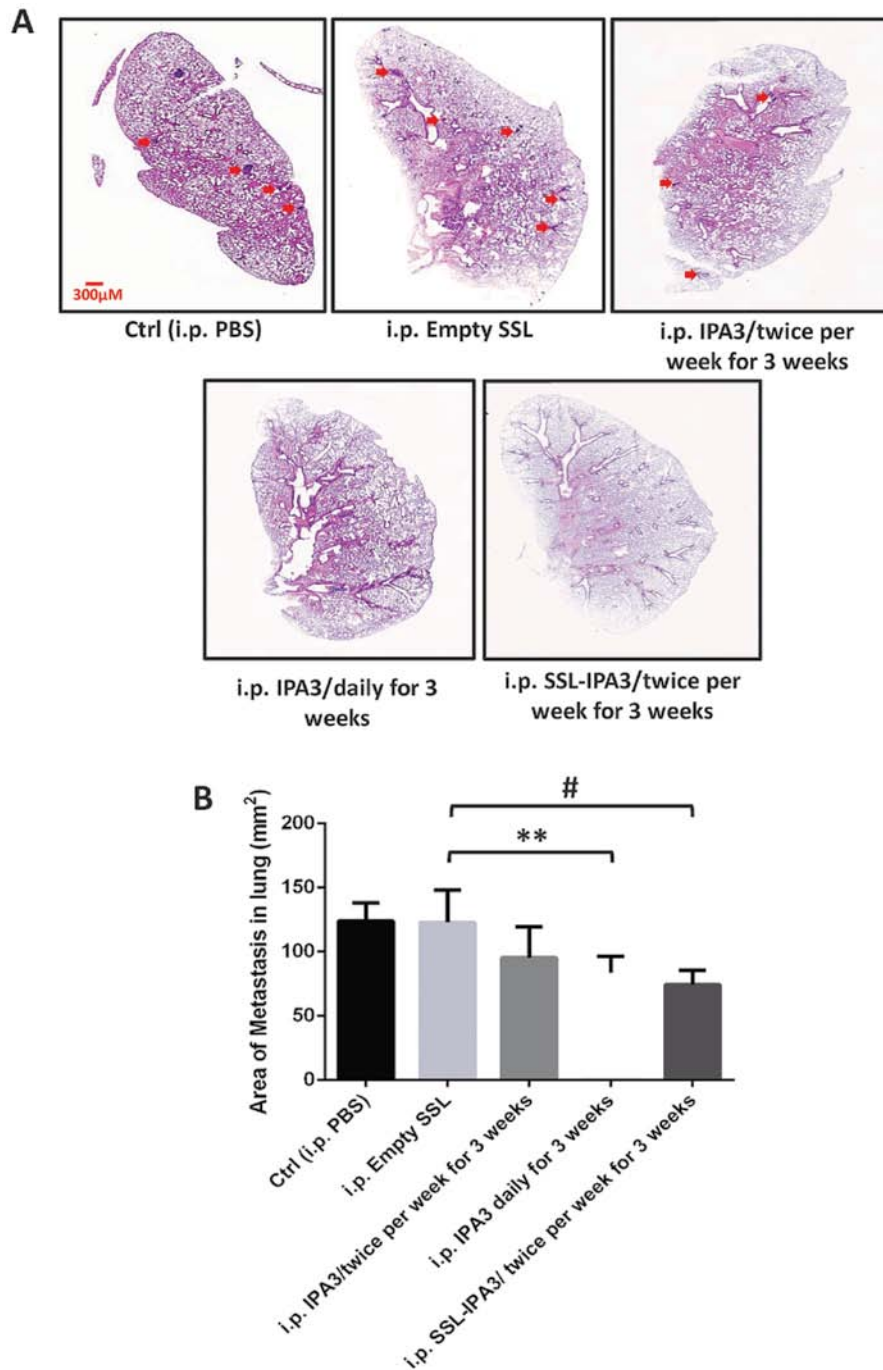 A
300µM
Ctrl (i.p. PBS)
i.p. Empty SSL
i.p. IPA3/twice per
week for 3 weeks
i.p. IPA3/daily for 3
weeks
i.p. SSL-IPA3/twice per
week for 3 weeks
B
#
**
Area of Metastasis in lung (mm²)
200
150
100
50
0
Ctrl (i.p. PBS)
i.p. Empty SSL
i.p. IPA3/twice per week for 3 weeks
i.p. IPA3 daily for 3 weeks
i.p. SSL-IPA3/ twice per week for 3 weeks